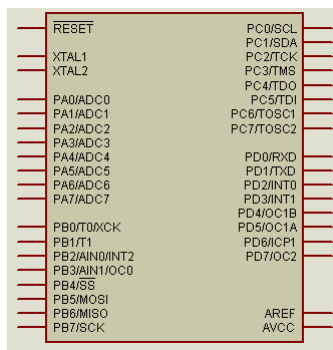 RESET
XTAL1
XTAL2
PA0/ADC0
PA1/ADC1
PA2/ADC2
PA3/ADC3
PA4/ADC4
PA5/ADC5
PA6/ADC6
PA7/ADC7
PB0/T0/XCK
PB1/T1
PB2/AIN0/INT2
PB3/AIN1/OC0
PB4/SS
PB5/MOSI
PB6/MISO
PB7/SCK
PC0/SCL
PC1/SDA
PC2/TCK
PC3/TMS
PC4/TDO
PC5/TDI
PC6/TOSC1
PC7/TOSC2
PD0/RXD
PD1/TXD
PD2/INT0
PD3/INT1
PD4/OC1B
PD5/OC1A
PD6/ICP1
PD7/OC2
AREF
AVCC